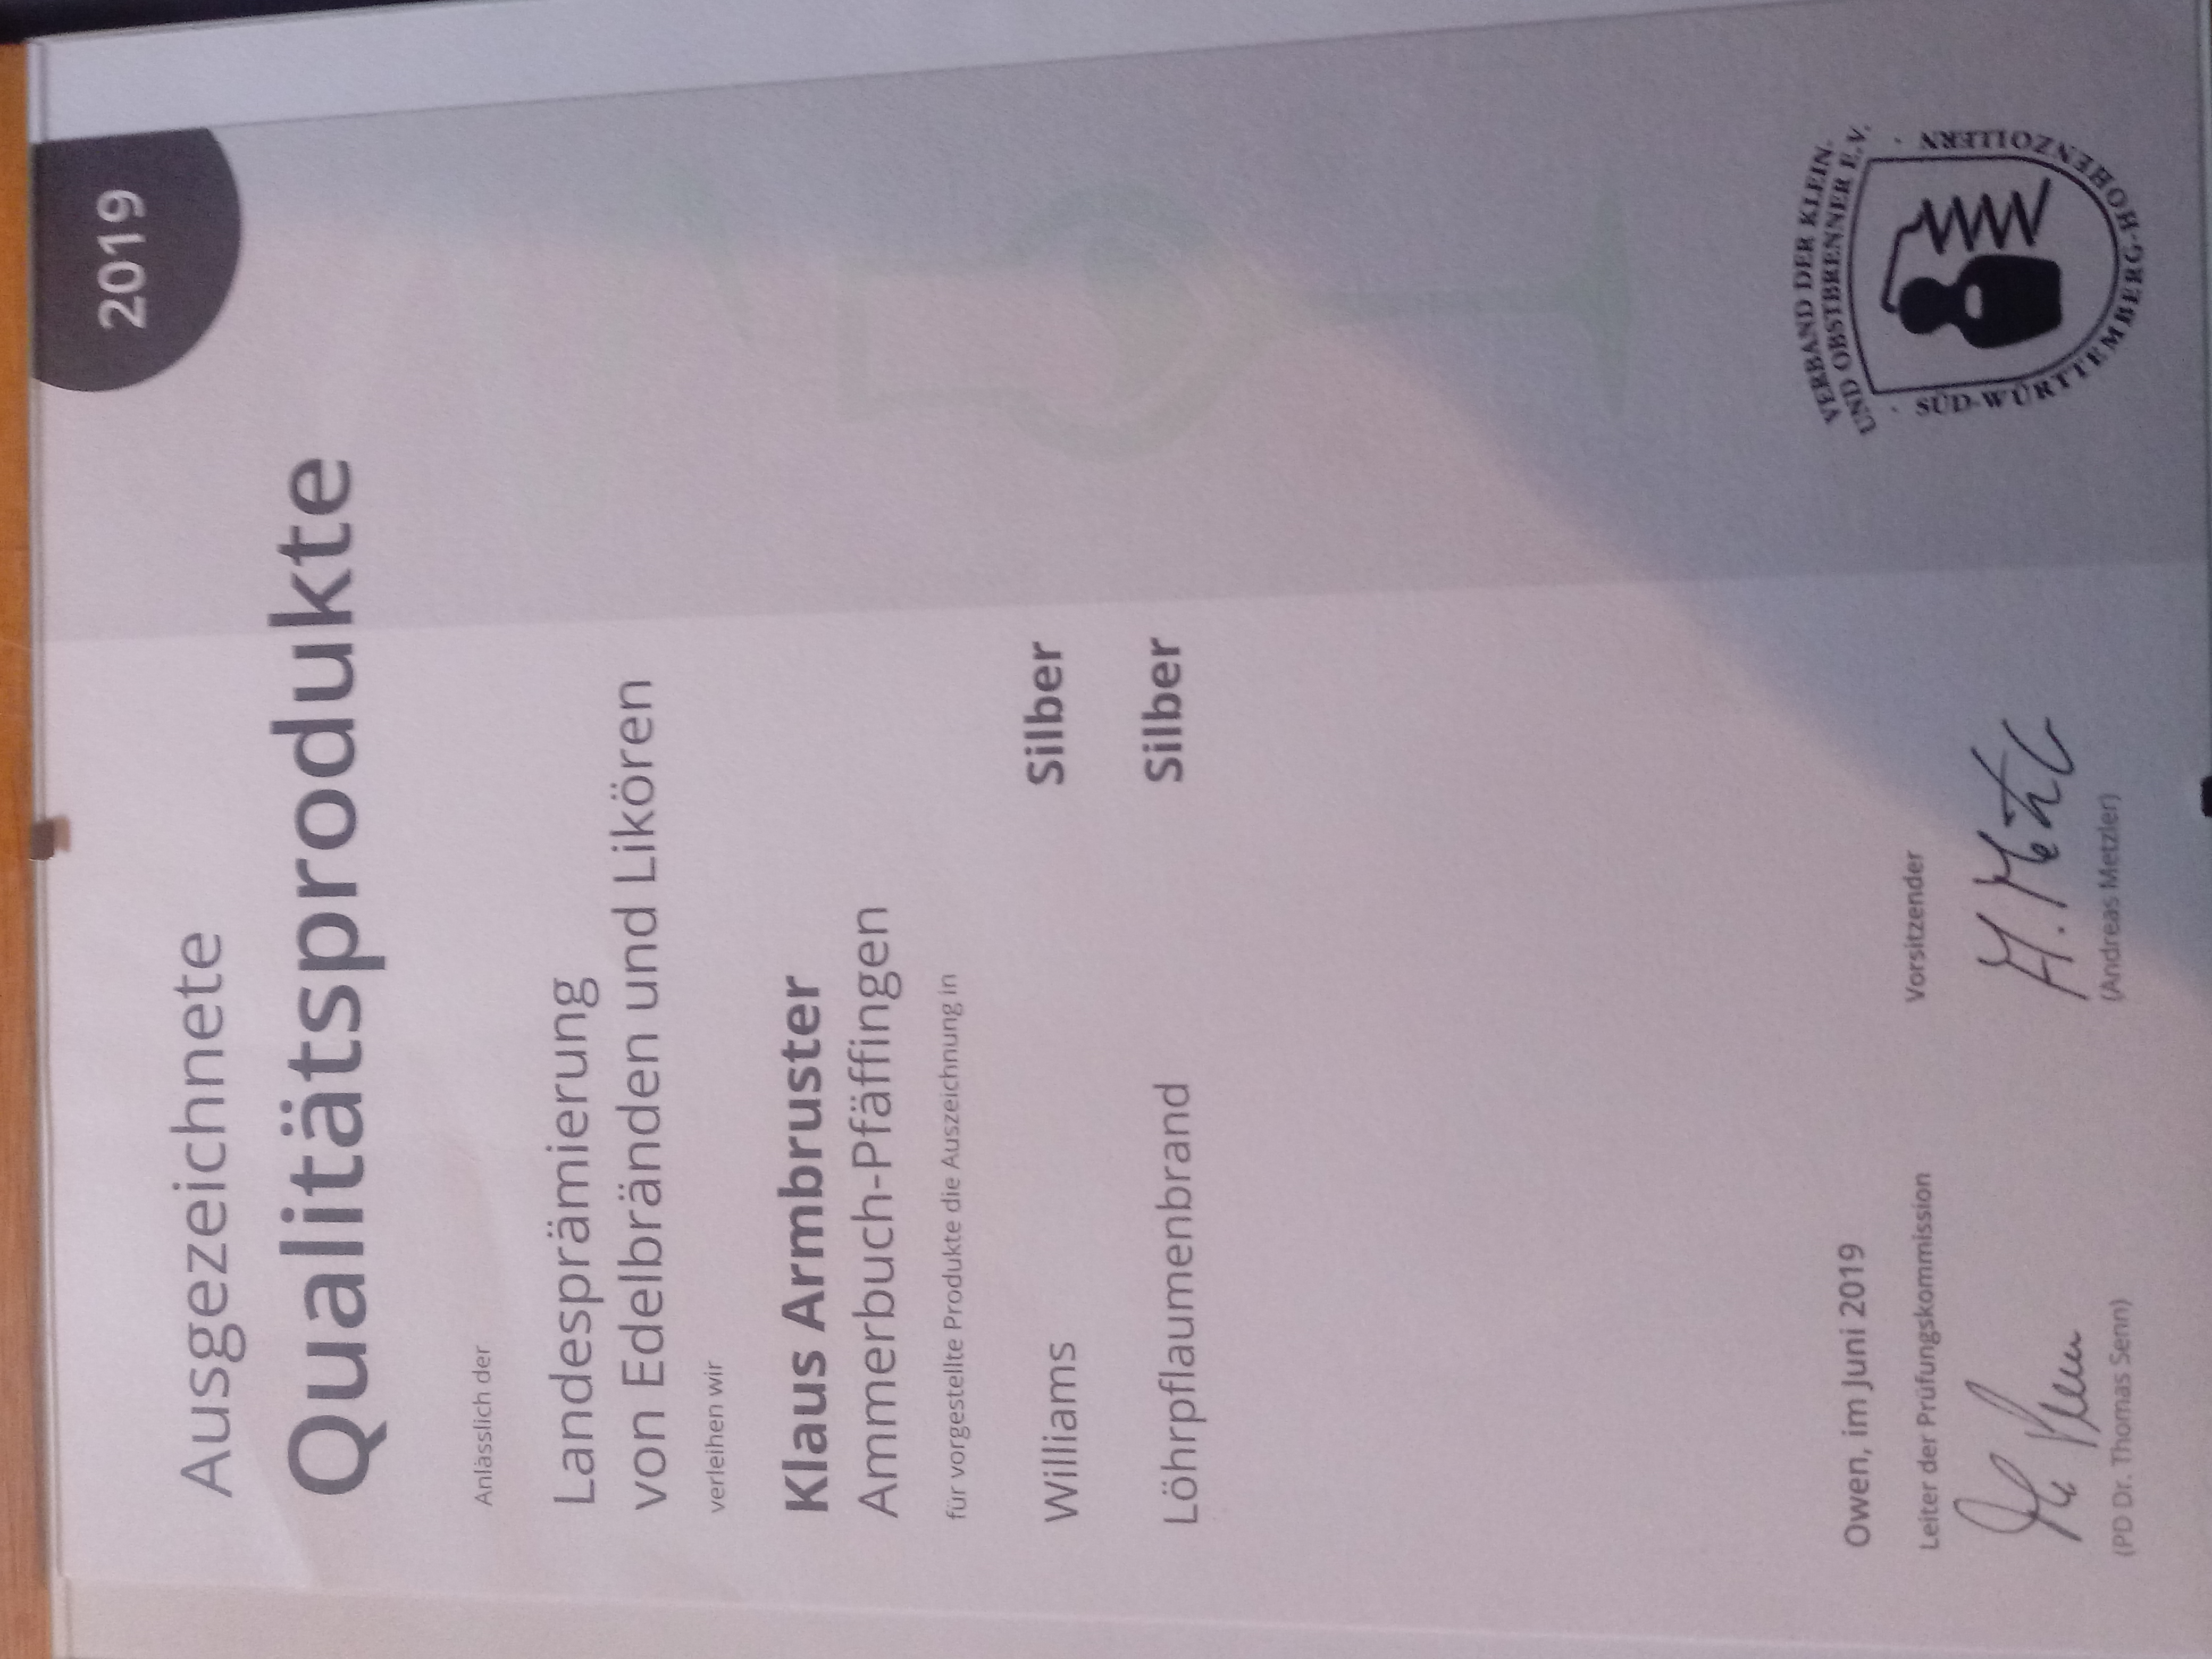 2019
Ausgezeichnete
Qualitätsprodukte
Anlässlich der
Landesprämierung
von Edelbränden und Likören
verleihen wir
Klaus Armbruster
Ammerbuch-Pfäffingen
für vorgestellte Produkte die Auszeichnung in
Williams Silber
Löhrpflaumenbrand Silber
Owen, im Juni 2019
Leiter der Prüfungskommission
Vorsitzender
A. Metzler
(PD Dr. Thomas Senn)
(Andreas Metzler)
VERBAND DER KLEIN-
UND OBSTBRENNER E.V.
· SÜD-WÜRTTEMBERG-HOHENZOLLERN ·